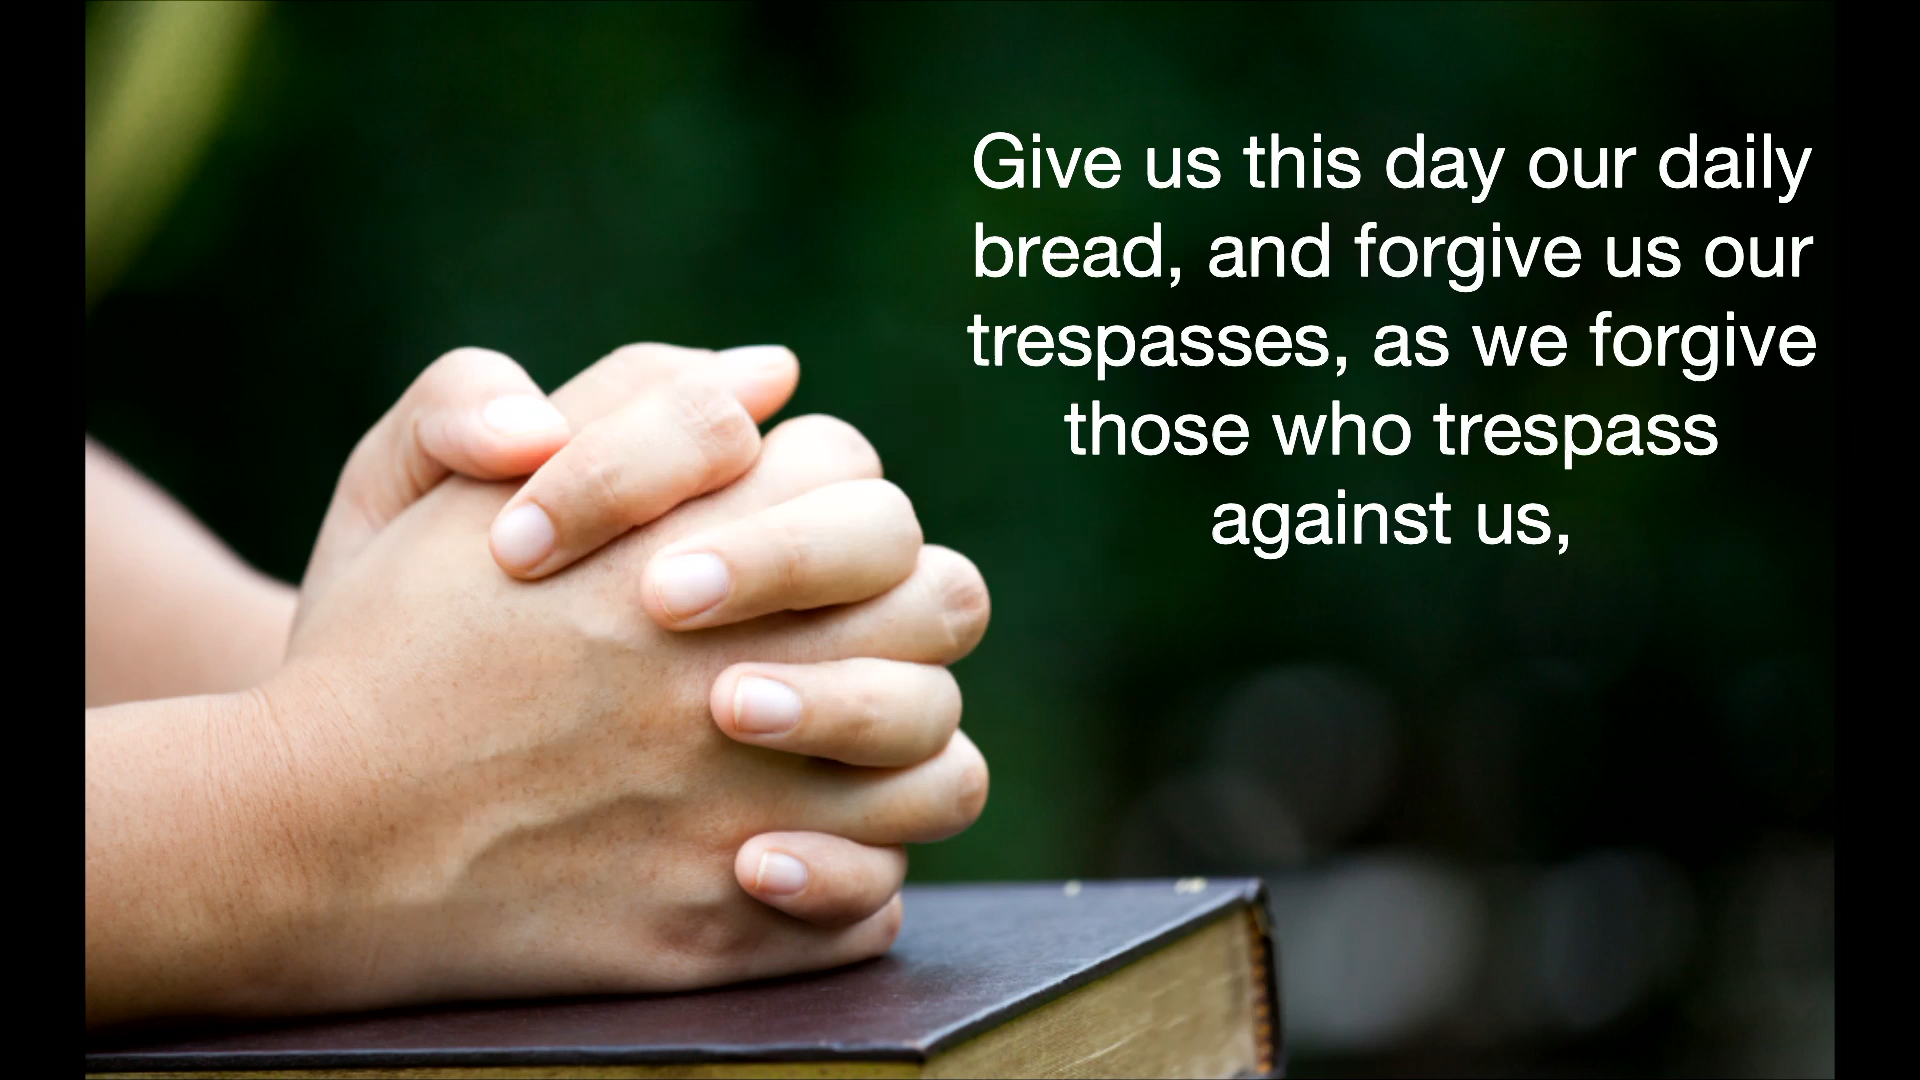 Give us this day our daily
bread, and forgive us our
trespasses, as we forgive
those who trespass
against us,